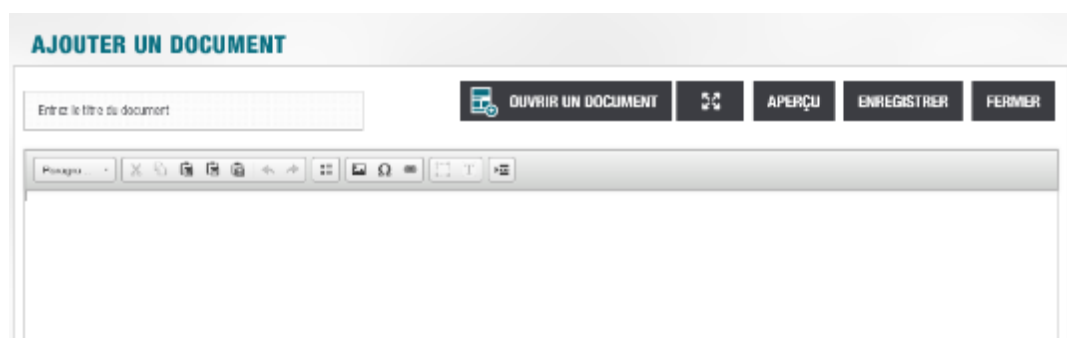 AJOUTER UN DOCUMENT
Entrez le titre du document
OUVRIR UN DOCUMENT
APERÇU
ENREGISTRER
FERMER